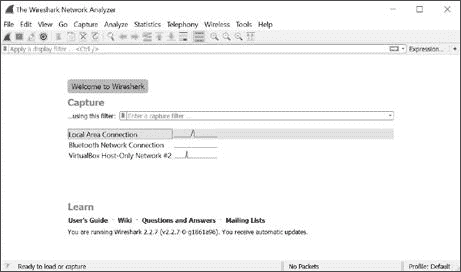 The Wireshark Network Analyzer
File Edit View Go Capture Analyze Statistics Telephony Wireless Tools Help
Apply a display filter ... <Ctrl-/> Expression... +
Welcome to Wireshark
Capture
...using this filter: Enter a capture filter ...
Local Area Connection
Bluetooth Network Connection
VirtualBox Host-Only Network #2
Learn
User's Guide · Wiki · Questions and Answers · Mailing Lists
You are running Wireshark 2.2.7 (v2.2.7-0-g1861a96). You receive automatic updates.
Ready to load or capture No Packets Profile: Default